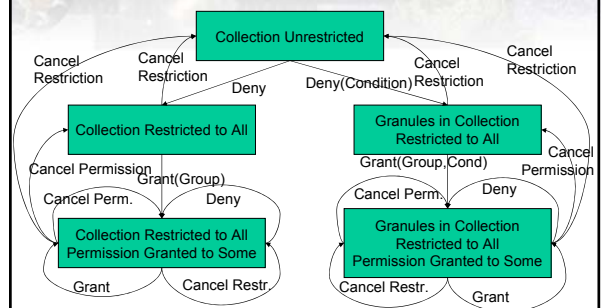 Collection Unrestricted
Cancel
Restriction
Cancel
Restriction
Cancel
Restriction
Cancel
Restriction
Deny
Deny(Condition)
Collection Restricted to All
Granules in Collection
Restricted to All
Cancel Permission
Grant(Group)
Grant(Group,Cond)
Cancel
Permission
Cancel Perm.
Deny
Cancel Perm.
Deny
Collection Restricted to All
Permission Granted to Some
Granules in Collection
Restricted to All
Permission Granted to Some
Grant
Cancel Restr.
Cancel Restr.
Grant